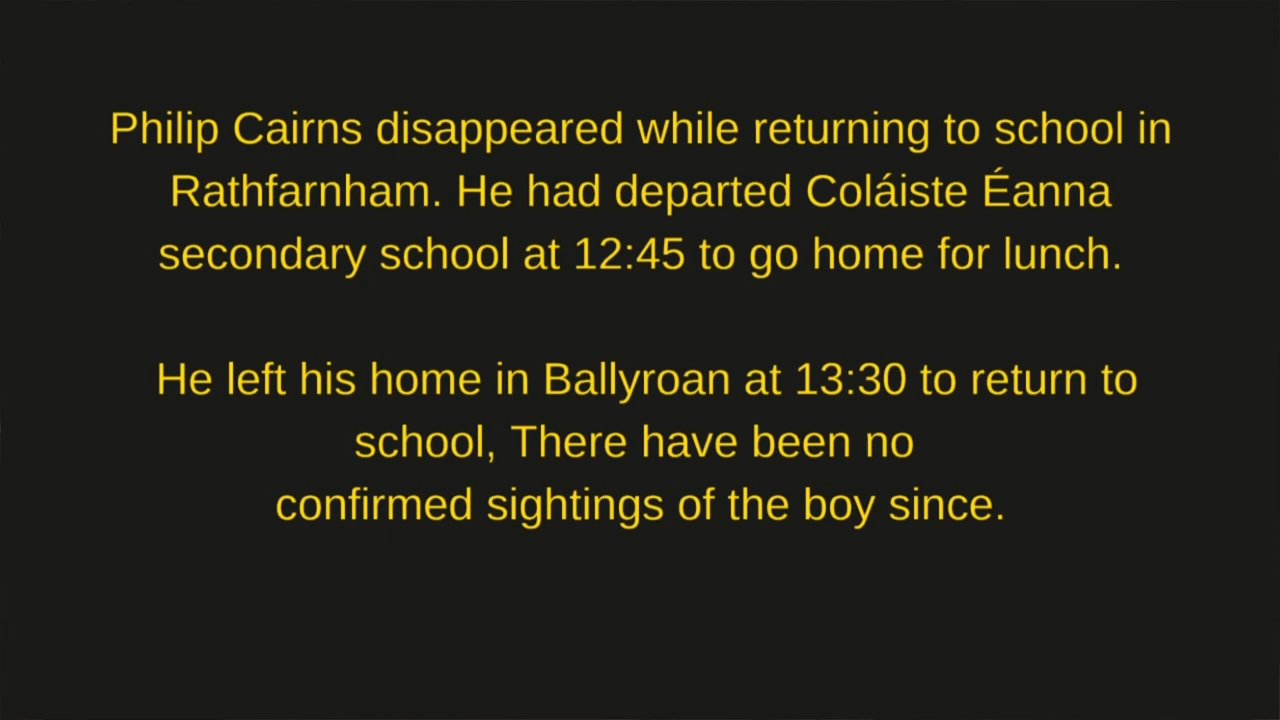 Philip Cairns disappeared while returning to school in
Rathfarnham. He had departed Coláiste Éanna
secondary school at 12:45 to go home for lunch.
He left his home in Ballyroan at 13:30 to return to
school, There have been no
confirmed sightings of the boy since.